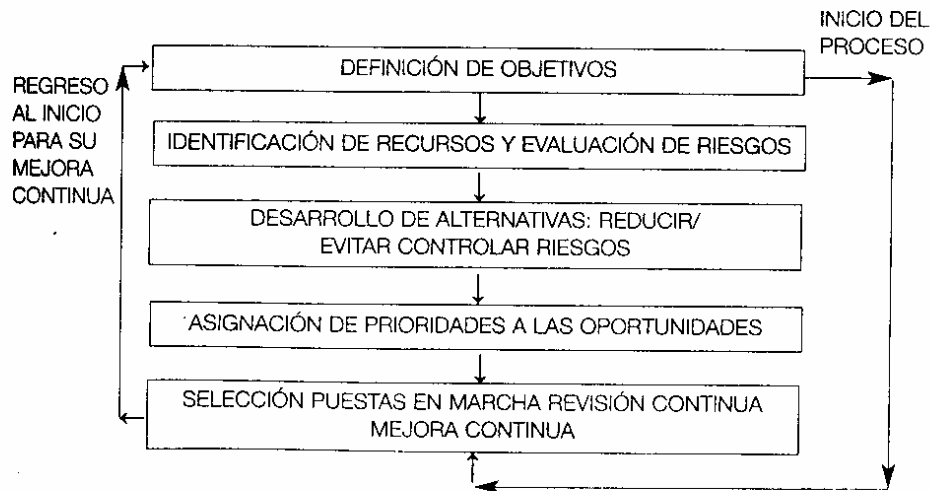 INICIO DEL
PROCESO
DEFINICIÓN DE OBJETIVOS
REGRESO
AL INICIO
PARA SU
MEJORA
CONTINUA
IDENTIFICACIÓN DE RECURSOS Y EVALUACIÓN DE RIESGOS
DESARROLLO DE ALTERNATIVAS: REDUCIR/
EVITAR CONTROLAR RIESGOS
ASIGNACIÓN DE PRIORIDADES A LAS OPORTUNIDADES
SELECCIÓN PUESTAS EN MARCHA REVISIÓN CONTINUA
MEJORA CONTINUA